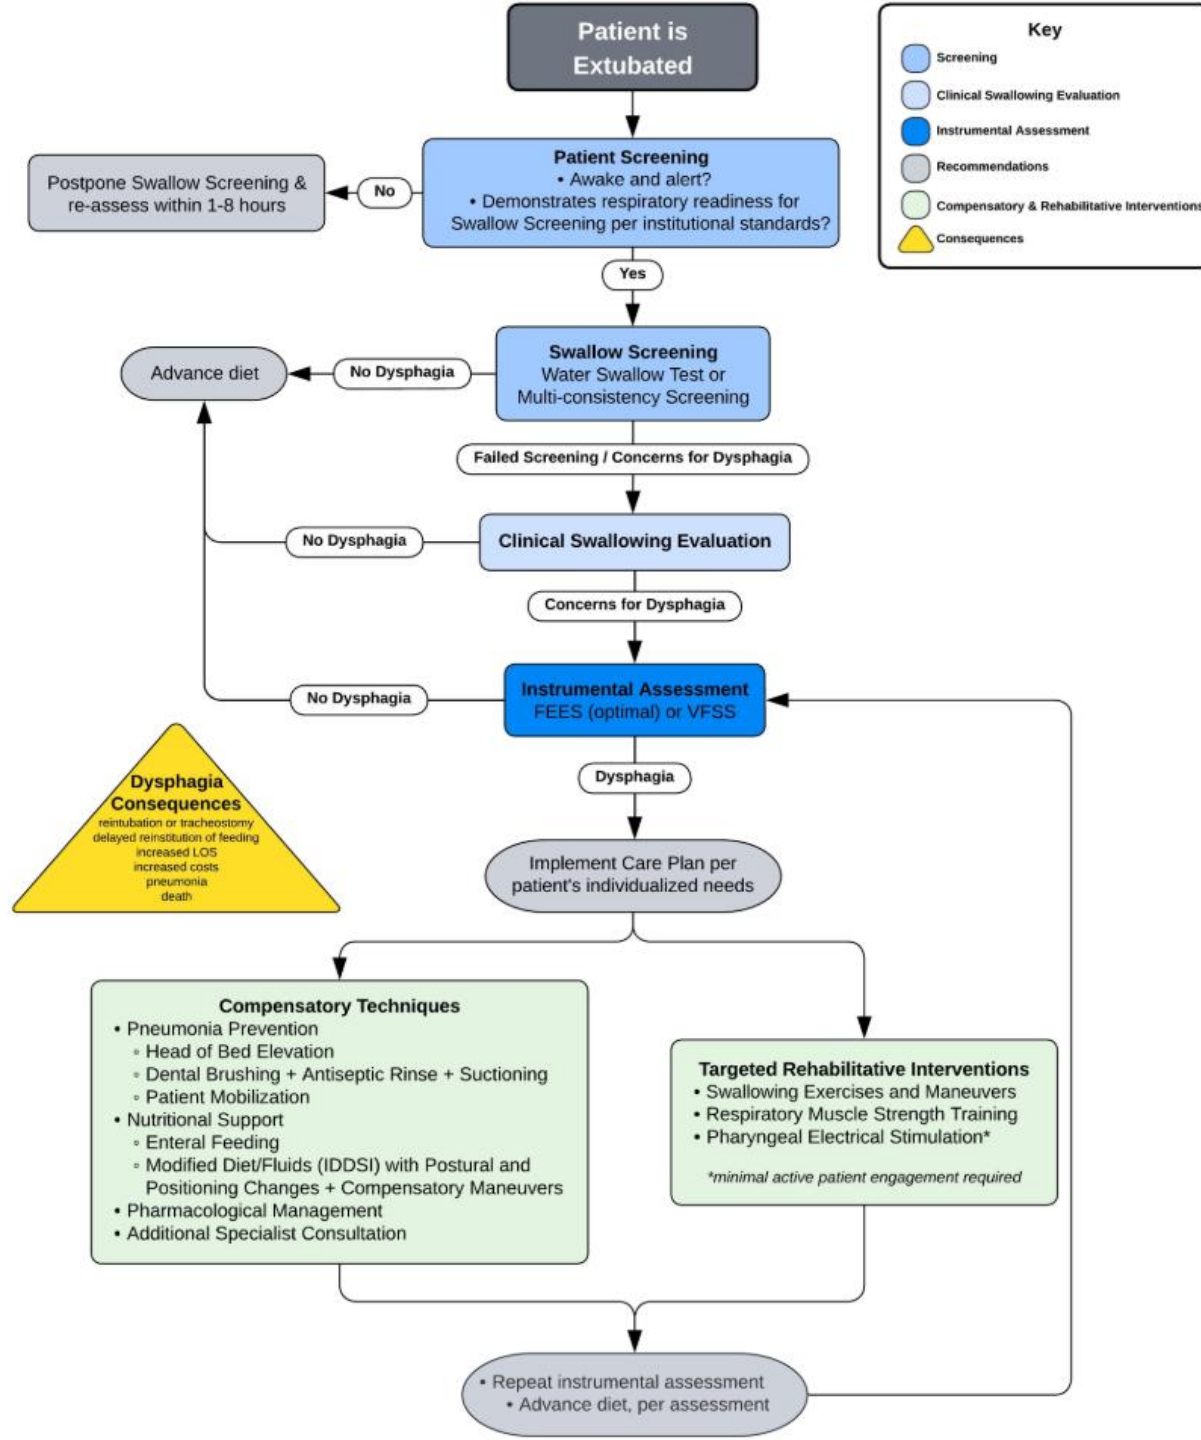 Patient is
Extubated
Key
Screening
Clinical Swallowing Evaluation
Instrumental Assessment
Recommendations
Compensatory & Rehabilitative Interventions
Consequences
Patient Screening
• Awake and alert?
• Demonstrates respiratory readiness for
Swallow Screening per institutional standards?
No
Postpone Swallow Screening &
re-assess within 1-8 hours
Yes
Swallow Screening
Water Swallow Test or
Multi-consistency Screening
No Dysphagia
Advance diet
Failed Screening / Concerns for Dysphagia
Clinical Swallowing Evaluation
No Dysphagia
Concerns for Dysphagia
Instrumental Assessment
FEES (optimal) or VFSS
No Dysphagia
Dysphagia
Dysphagia
Consequences
reintubation or tracheostomy
delayed reinstitution of feeding
increased LOS
increased costs
pneumonia
death
Implement Care Plan per
patient's individualized needs
Compensatory Techniques
• Pneumonia Prevention
◦ Head of Bed Elevation
◦ Dental Brushing + Antiseptic Rinse + Suctioning
◦ Patient Mobilization
• Nutritional Support
◦ Enteral Feeding
◦ Modified Diet/Fluids (IDDSI) with Postural and
Positioning Changes + Compensatory Maneuvers
• Pharmacological Management
• Additional Specialist Consultation
Targeted Rehabilitative Interventions
• Swallowing Exercises and Maneuvers
• Respiratory Muscle Strength Training
• Pharyngeal Electrical Stimulation*
*minimal active patient engagement required
• Repeat instrumental assessment
• Advance diet, per assessment